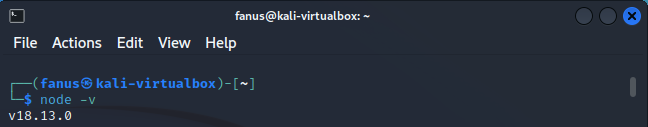 fanus@kali-virtualbox: ~
File Actions Edit View Help
┌──(fanus㉿kali-virtualbox)-[~]
└─$ node -v
v18.13.0